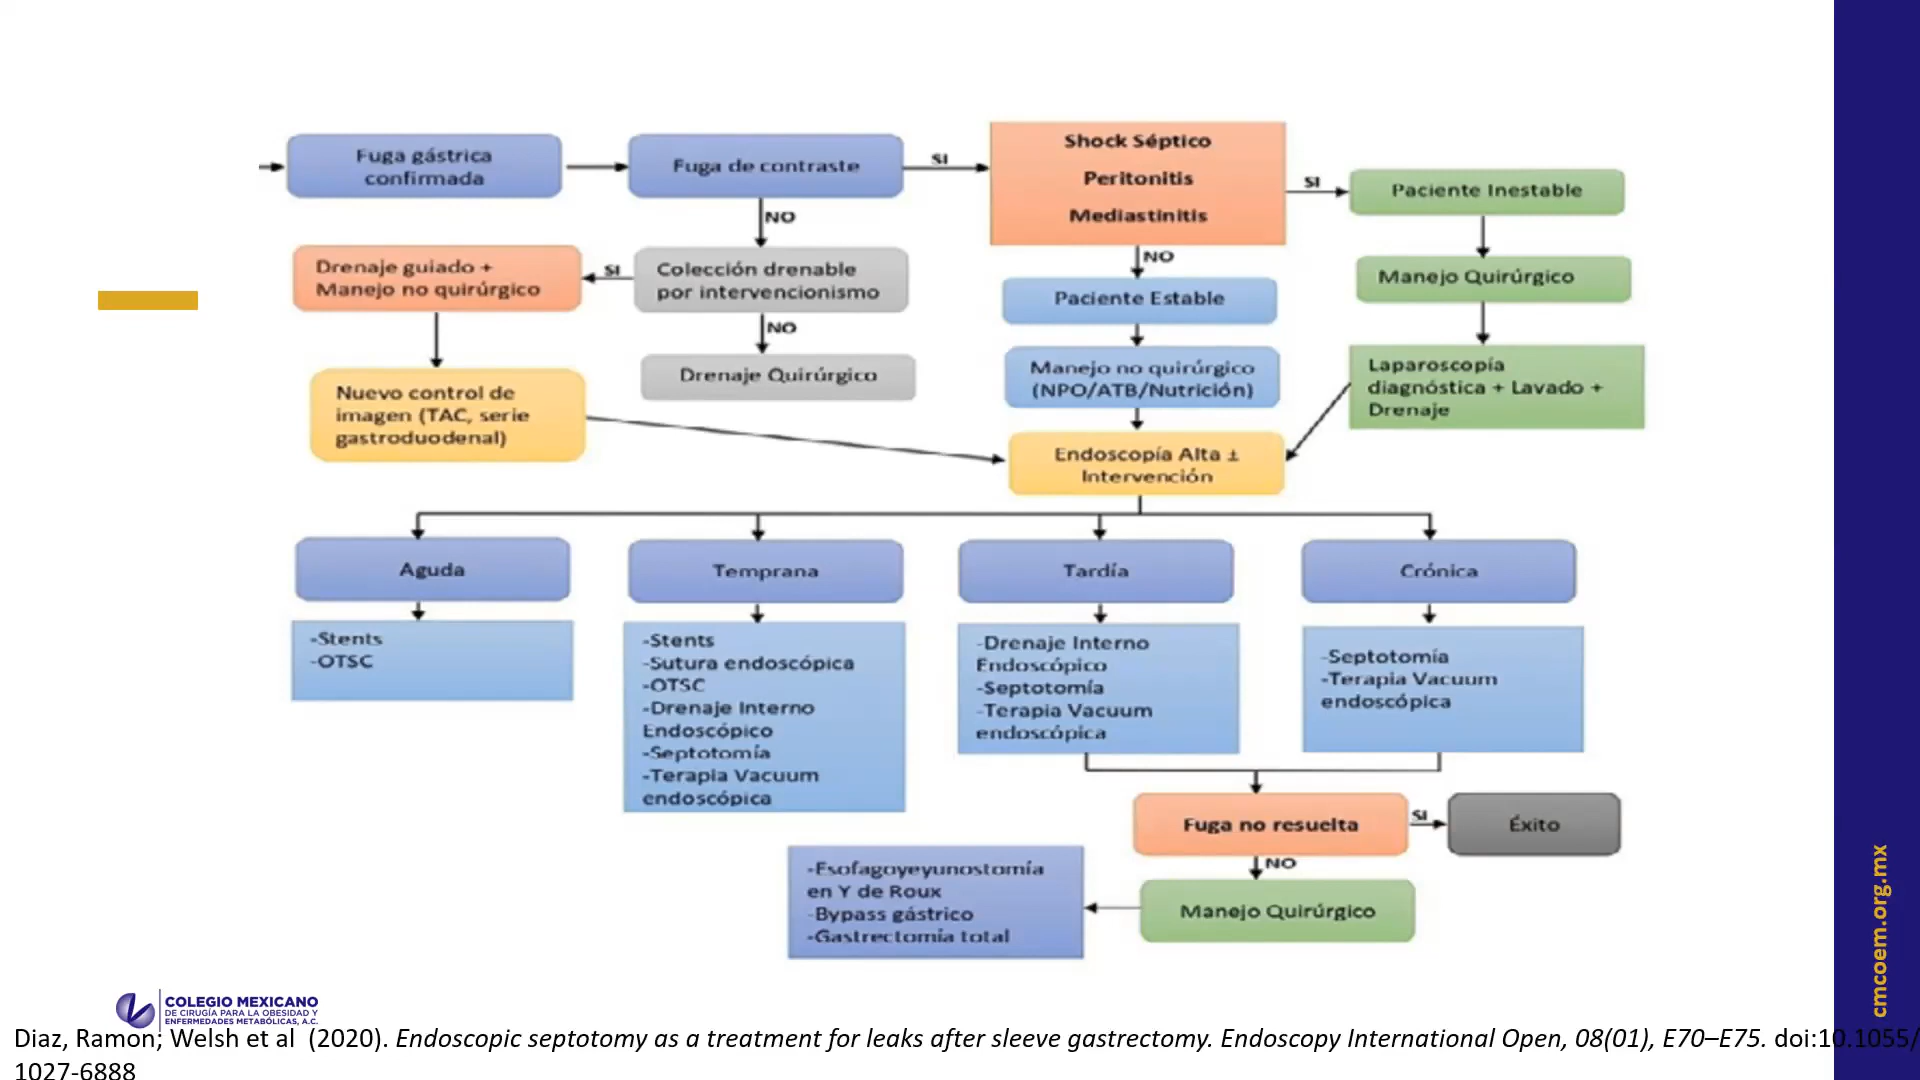 Fuga gástrica
confirmada
Fuga de contraste
SI
Shock Séptico
Peritonitis
Mediastinitis
SI
Paciente Inestable
NO
Drenaje guiado +
Manejo no quirúrgico
SI
Colección drenable
por intervencionismo
NO
Paciente Estable
Manejo Quirúrgico
NO
Drenaje Quirúrgico
Manejo no quirúrgico
(NPO/ATB/Nutrición)
Laparoscopía
diagnóstica + Lavado +
Drenaje
Nuevo control de
imagen (TAC, serie
gastroduodenal)
Endoscopía Alta ±
Intervención
Aguda
Temprana
Tardía
Crónica
-Stents
-OTSC
-Stents
-Sutura endoscópica
-OTSC
-Drenaje Interno
Endoscópico
-Septotomía
-Terapia Vacuum
endoscópica
-Drenaje Interno
Endoscópico
-Septotomía
-Terapia Vacuum
endoscópica
-Septotomía
-Terapia Vacuum
endoscópica
Fuga no resuelta
SI
Éxito
NO
Manejo Quirúrgico
-Esofagoyeyunostomía
en Y de Roux
-Bypass gástrico
-Gastrectomía total
cmcoem.org.mx
COLEGIO MEXICANO
DE CIRUGÍA PARA LA OBESIDAD Y
ENFERMEDADES METABÓLICAS, A.C.
Diaz, Ramon; Welsh et al (2020). Endoscopic septotomy as a treatment for leaks after sleeve gastrectomy. Endoscopy International Open, 08(01), E70–E75. doi:10.1055/
1027-6888